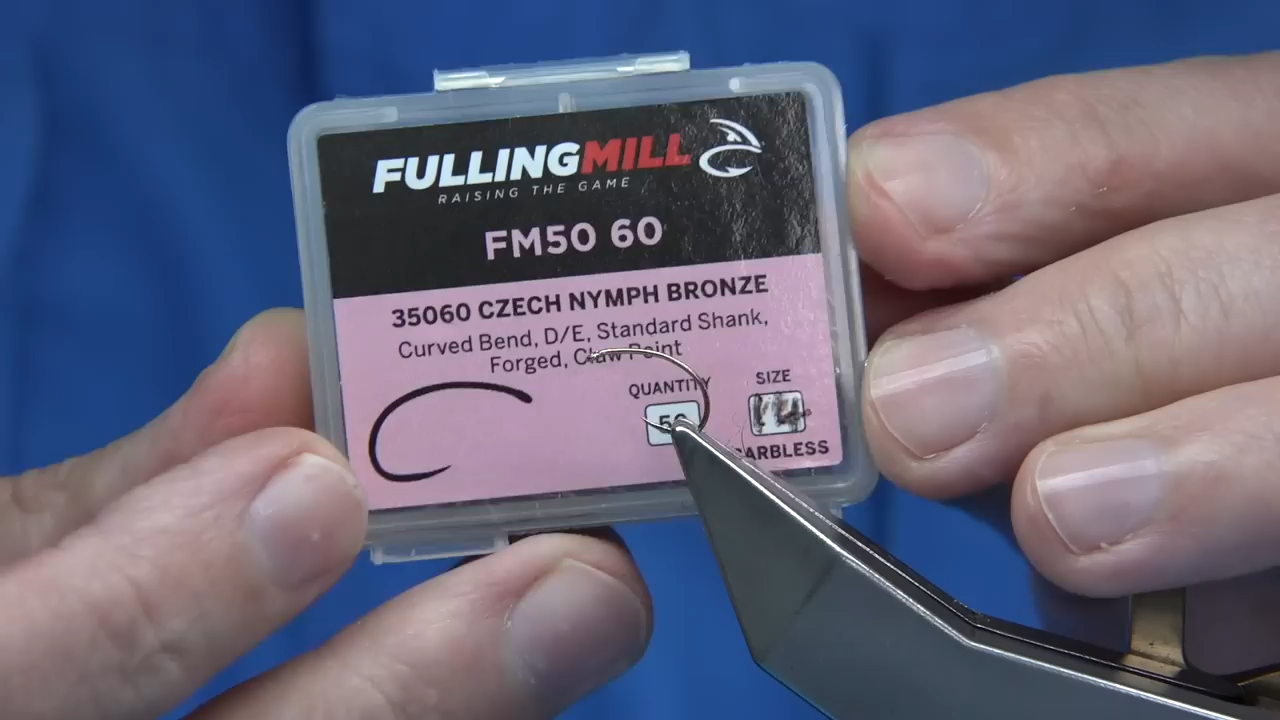 FULLINGMILL
RAISING THE GAME
FM50 60
35060 CZECH NYMPH BRONZE
Curved Bend, D/E, Standard Shank,
Forged, Claw Point
QUANTITY SIZE
50 14
BARBLESS